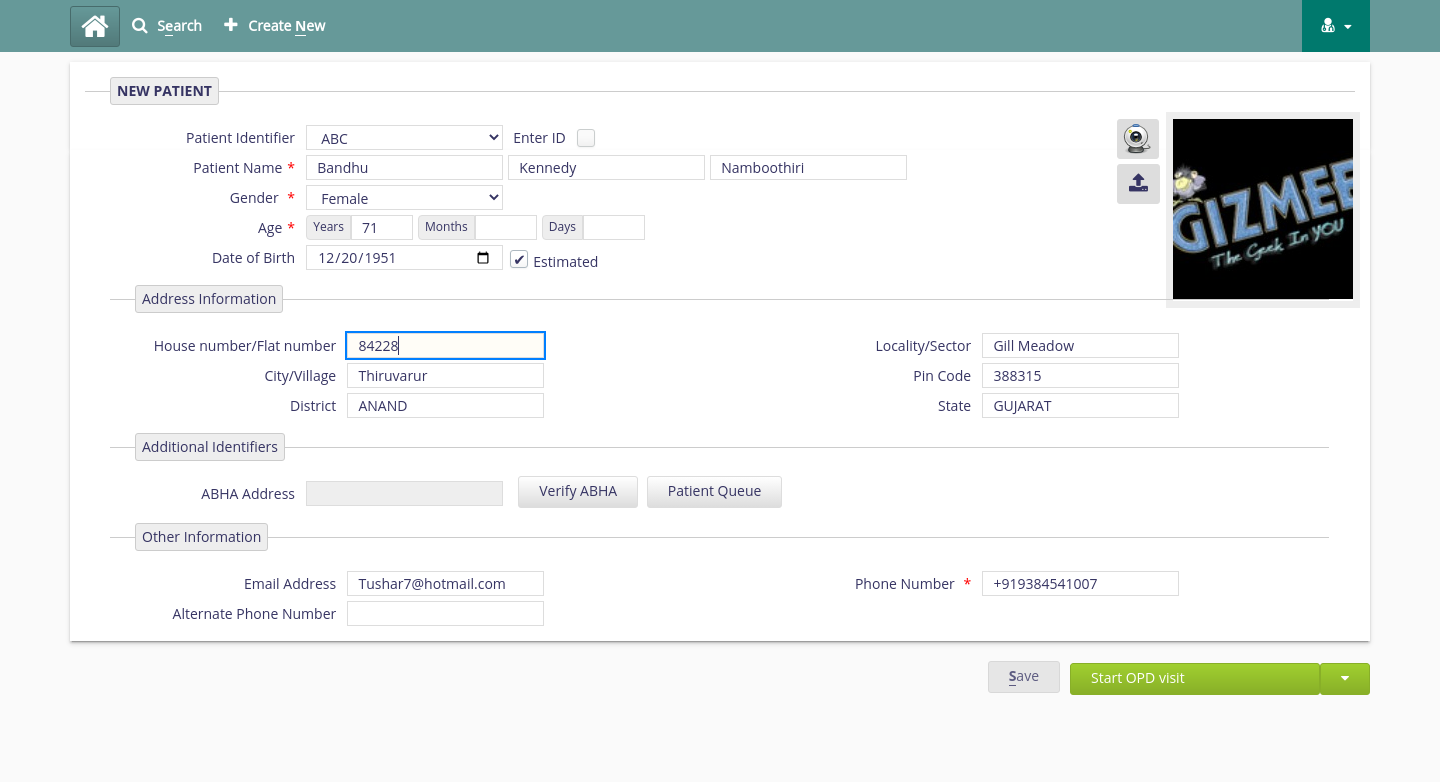 Search Create New
NEW PATIENT
Patient Identifier ABC Enter ID
Patient Name * Bandhu Kennedy Namboothiri
Gender * Female
Age * Years 71 Months Days
Date of Birth 12/20/1951 Estimated
GIZMEE
The Geek In YOU
Address Information
House number/Flat number 84228 Locality/Sector Gill Meadow
City/Village Thiruvarur Pin Code 388315
District ANAND State GUJARAT
Additional Identifiers
ABHA Address Verify ABHA Patient Queue
Other Information
Email Address Tushar7@hotmail.com Phone Number * +919384541007
Alternate Phone Number
Save Start OPD visit